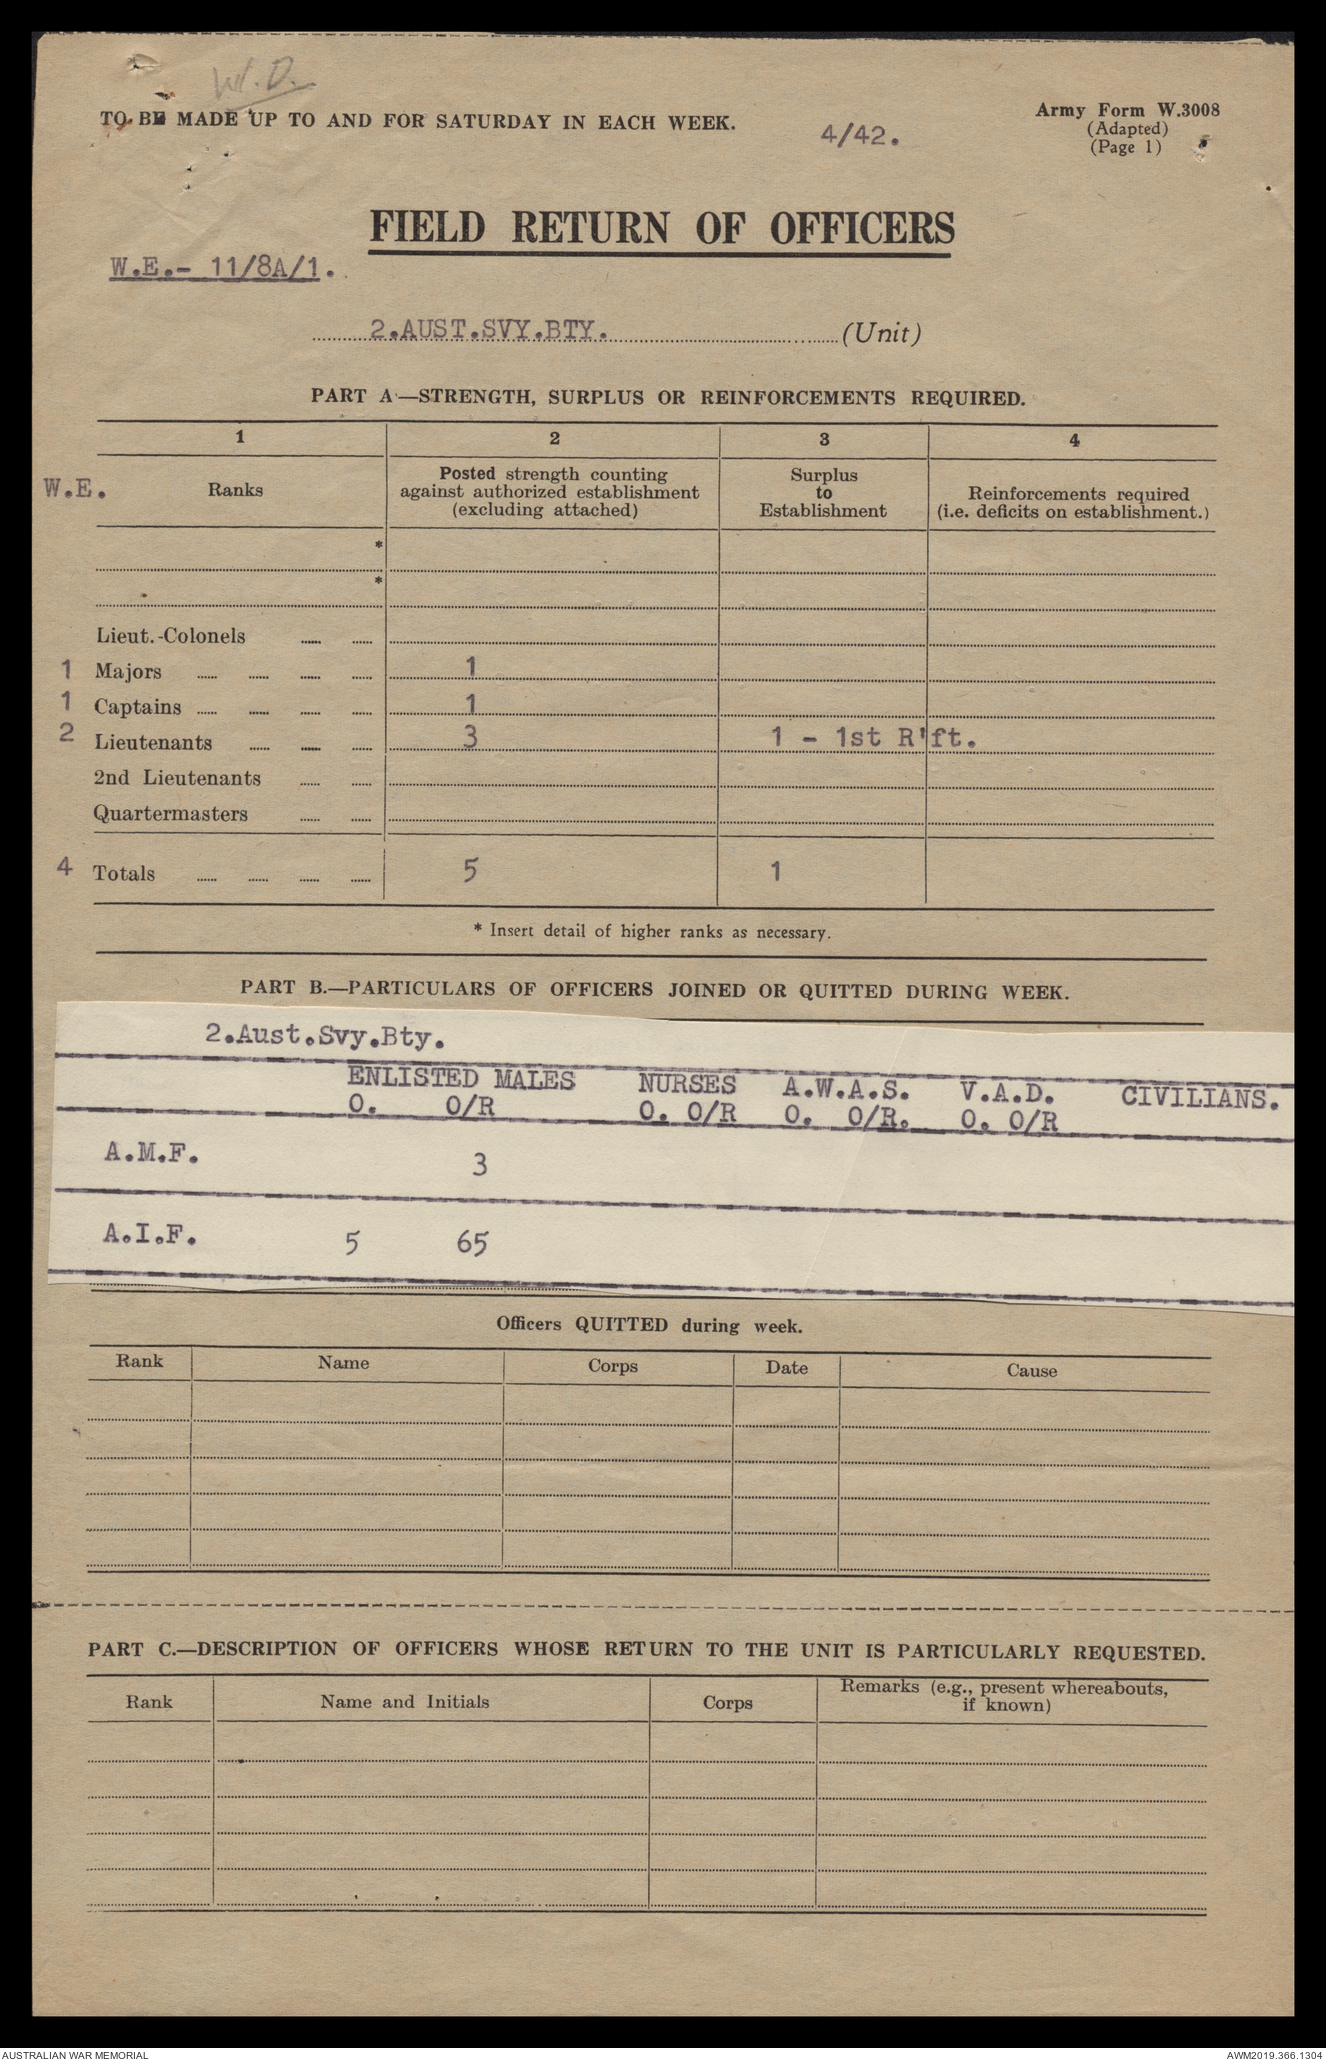 W.D.
TO BE MADE UP TO AND FOR SATURDAY IN EACH WEEK.
4/42.
Army Form W.3008
(Adapted)
(Page 1)
FIELD RETURN OF OFFICERS
W.E.- 11/8A/1.
2.AUST.SVY.BTY. (Unit)
PART A—STRENGTH, SURPLUS OR REINFORCEMENTS REQUIRED.
1 2 3 4
W.E. Ranks
Posted strength counting
against authorized establishment
(excluding attached)
Surplus
to
Establishment
Reinforcements required
(i.e. deficits on establishment.)
*
*
Lieut.-Colonels
1 Majors 1
1 Captains 1
2 Lieutenants 3 1 - 1st R'ft.
2nd Lieutenants
Quartermasters
4 Totals 5 1
* Insert detail of higher ranks as necessary.
PART B.—PARTICULARS OF OFFICERS JOINED OR QUITTED DURING WEEK.
2.Aust.Svy.Bty.
ENLISTED MALES NURSES A.W.A.S. V.A.D. CIVILIANS.
O. O/R O. O/R O. O/R. O. O/R
A.M.F. 3
A.I.F. 5 65
Officers QUITTED during week.
Rank Name Corps Date Cause
PART C.—DESCRIPTION OF OFFICERS WHOSE RETURN TO THE UNIT IS PARTICULARLY REQUESTED.
Rank Name and Initials Corps
Remarks (e.g., present whereabouts,
if known)
AUSTRALIAN WAR MEMORIAL
AWM2019.366.1304